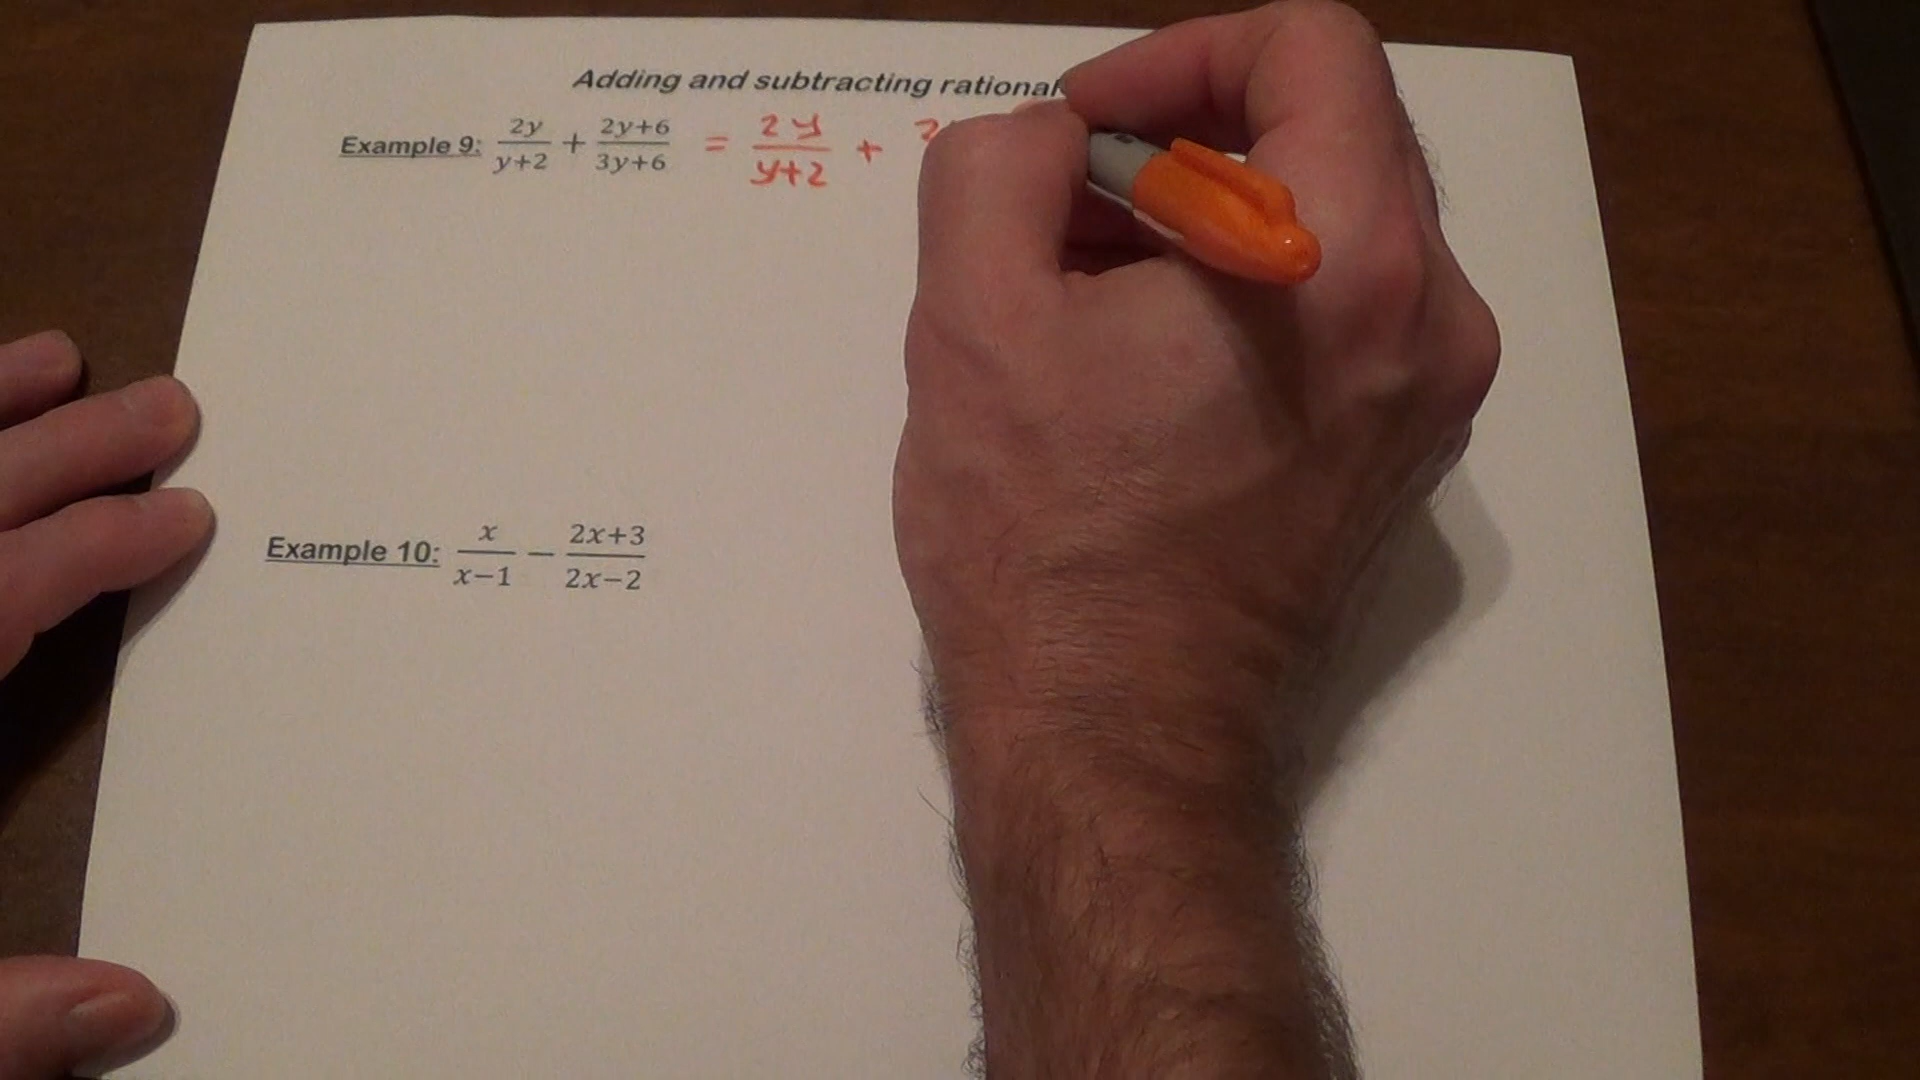 Adding and subtracting rational
Example 9: 2y/y+2 + 2y+6/3y+6 = 2y/y+2 + 2
Example 10: x/x−1 − 2x+3/2x−2